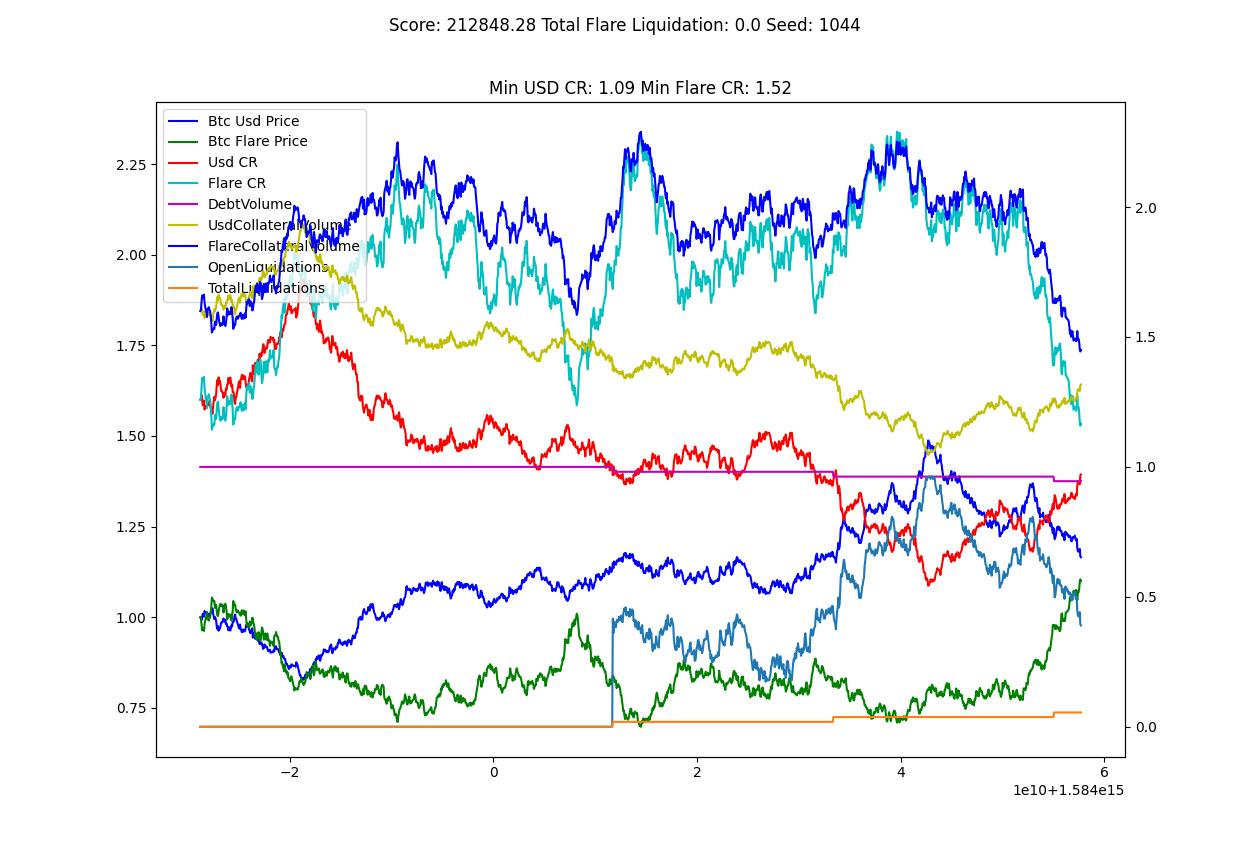 Score: 212848.28 Total Flare Liquidation: 0.0 Seed: 1044
Min USD CR: 1.09 Min Flare CR: 1.52
Btc Usd Price
Btc Flare Price
Usd CR
Flare CR
DebtVolume
UsdCollateralVolume
FlareCollateralVolume
OpenLiquidations
TotalLiquidations
2.25
2.00
1.75
1.50
1.25
1.00
0.75
2.0
1.5
1.0
0.5
0.0
−2
0
2
4
6
1e10+1.584e15